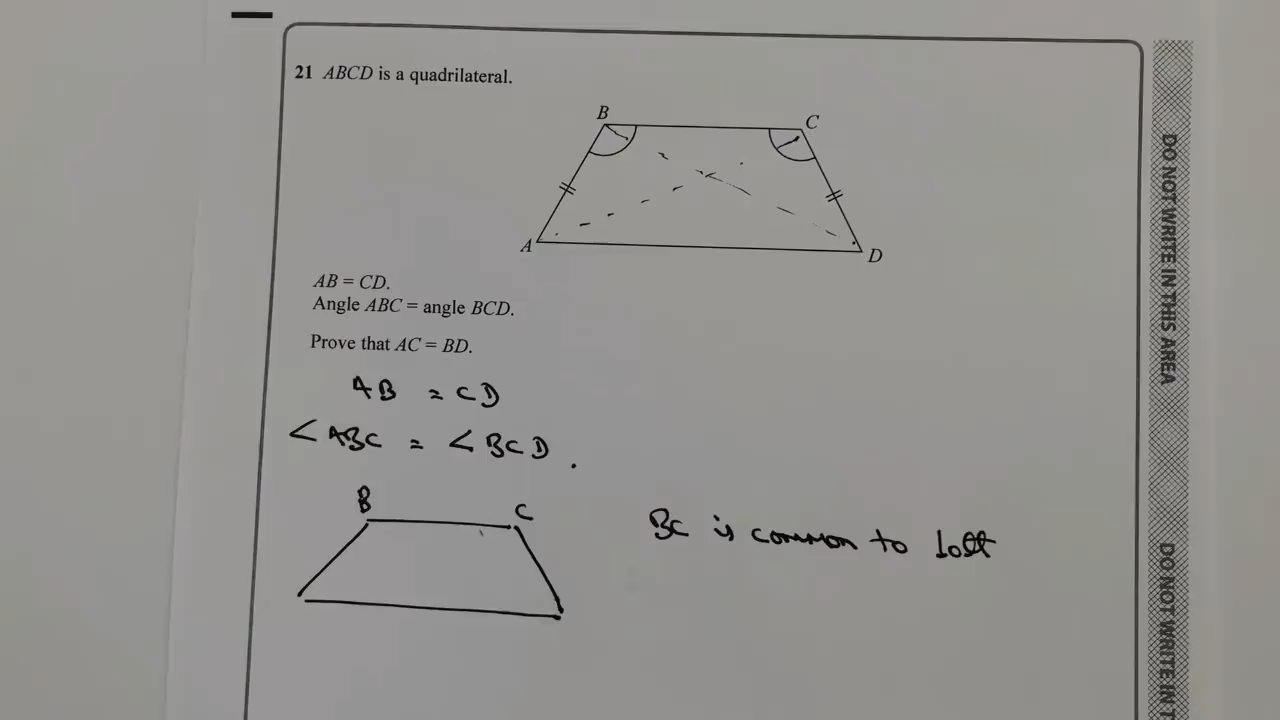 21 ABCD is a quadrilateral.
B
C
A
D
AB = CD.
Angle ABC = angle BCD.
Prove that AC = BD.
AB = CD
∠ABC = ∠BCD.
B
C
BC is common to both
DO NOT WRITE IN THIS AREA
DO NOT WRITE IN T